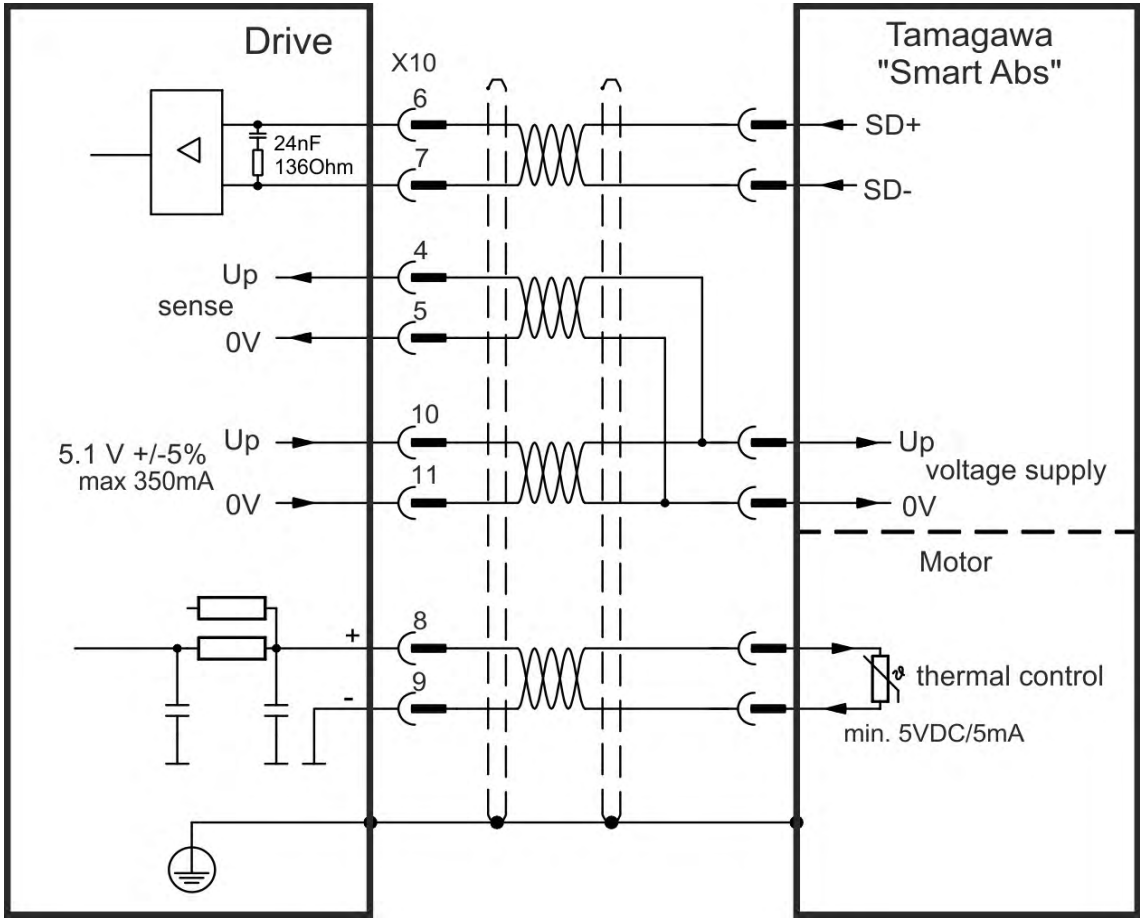 Drive
X10
Tamagawa
"Smart Abs"
6
SD+
24nF
136Ohm
7
SD-
4
Up
sense
5
0V
10
5.1 V +/-5%
max 350mA
Up
Up
voltage supply
11
0V
0V
Motor
8
+
thermal control
9
-
min. 5VDC/5mA